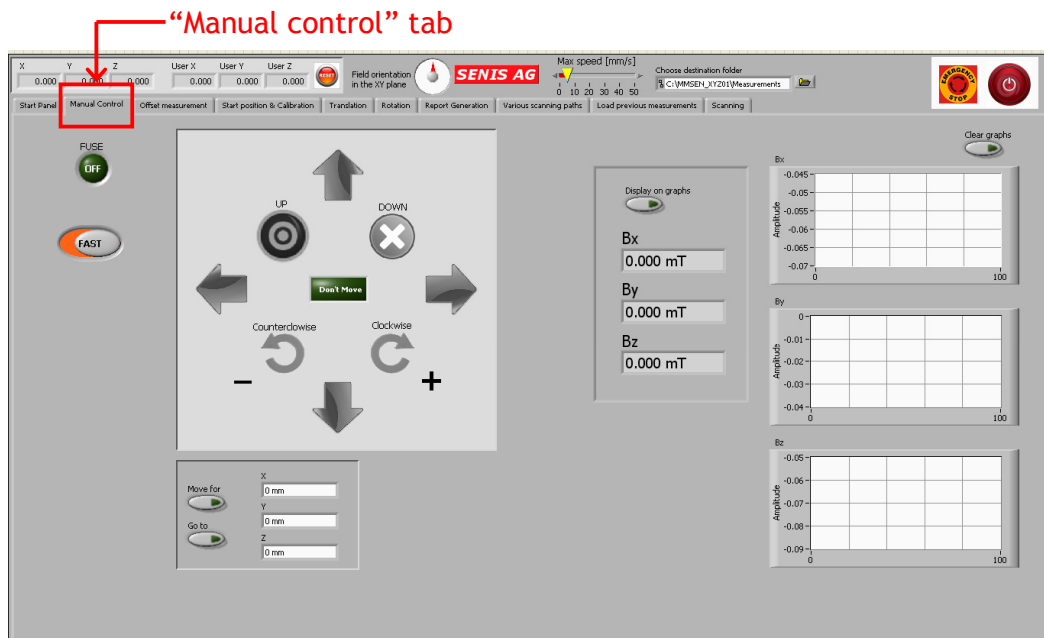 “Manual control” tab
X Y Z User X User Y User Z
0.000 0.000 0.000 0.000 0.000 0.000
RESET
Field orientation
in the XY plane
SENIS AG
Max speed [mm/s]
0 10 20 30 40 50
Choose destination folder
C:\MMSEN_XYZ01\Measurements
EMERGENCY
STOP
Start Panel Manual Control Offset measurement Start position & Calibration Translation Rotation Report Generation Various scanning paths Load previous measurements Scanning
FUSE
OFF
FAST
UP
DOWN
Don't Move
Counterclowise
Clockwise
– +
Move for
Go to
X
0 mm
Y
0 mm
Z
0 mm
Display on graphs
Bx
0.000 mT
By
0.000 mT
Bz
0.000 mT
Clear graphs
Bx
Amplitude
-0.045
-0.05
-0.055
-0.06
-0.065
-0.07
0 100
By
Amplitude
0
-0.01
-0.02
-0.03
-0.04
0 100
Bz
Amplitude
-0.05
-0.06
-0.07
-0.08
-0.09
0 100